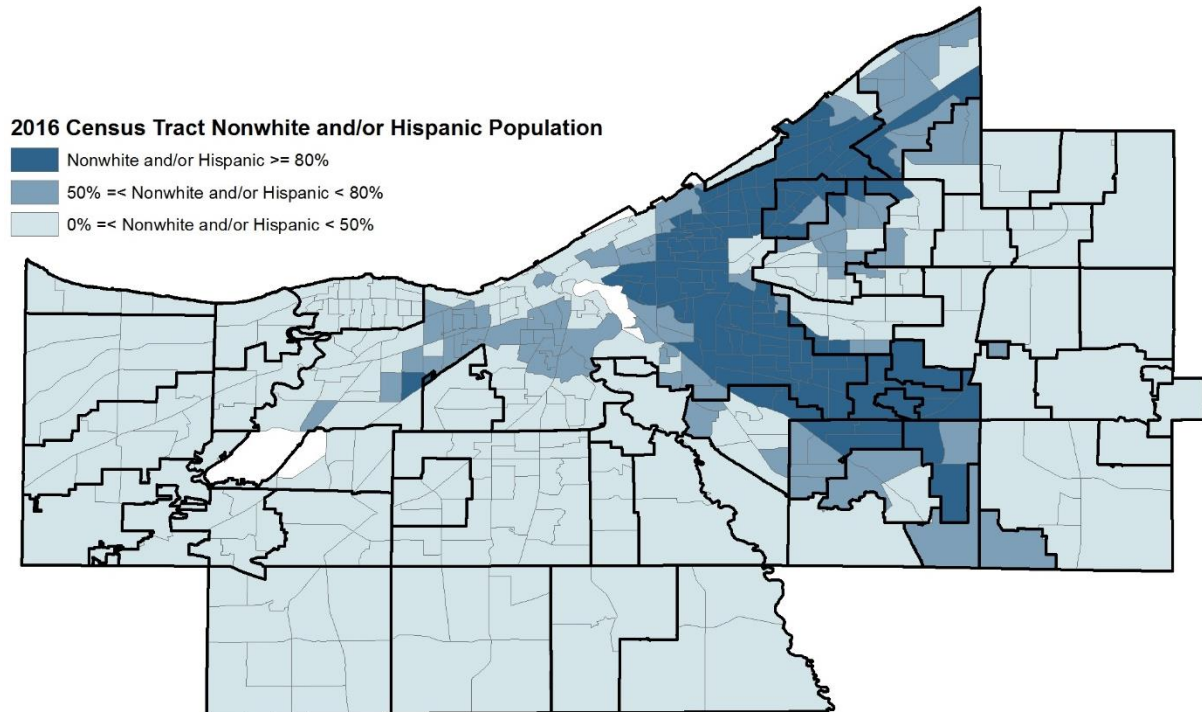 2016 Census Tract Nonwhite and/or Hispanic Population
Nonwhite and/or Hispanic >= 80%
50% =< Nonwhite and/or Hispanic < 80%
0% =< Nonwhite and/or Hispanic < 50%